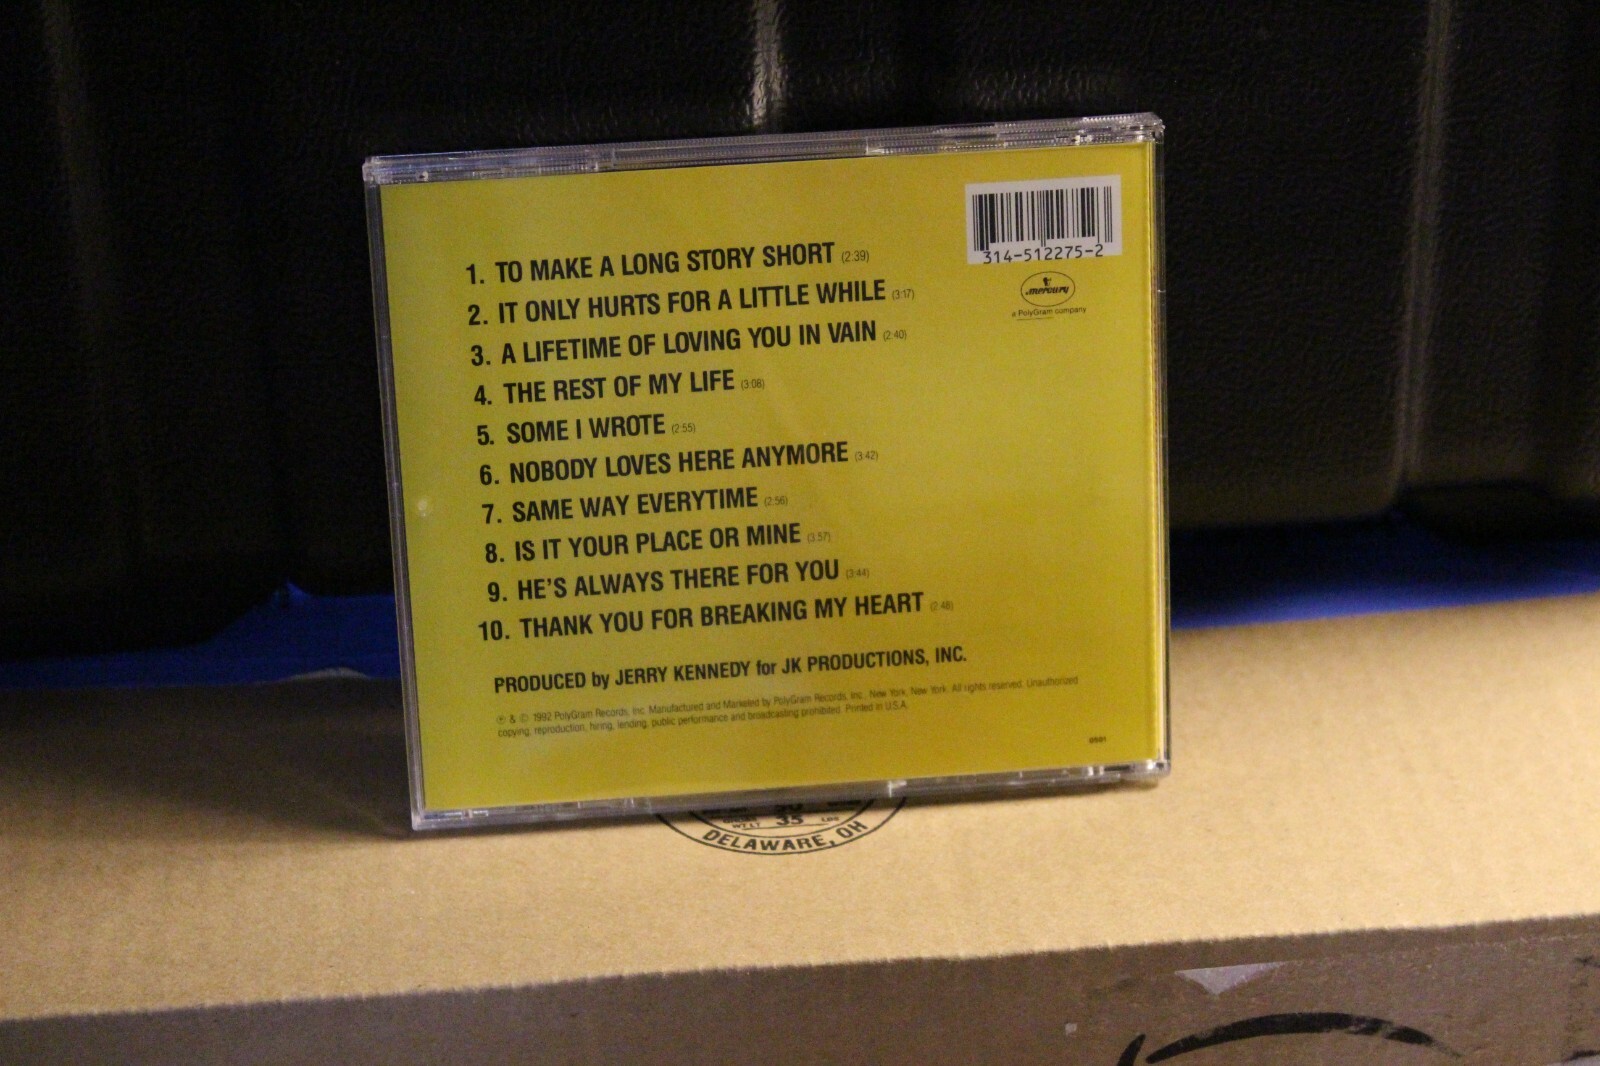 314-512275-2
mercury
a PolyGram company
1. TO MAKE A LONG STORY SHORT (2:39)
2. IT ONLY HURTS FOR A LITTLE WHILE (3:17)
3. A LIFETIME OF LOVING YOU IN VAIN (2:40)
4. THE REST OF MY LIFE (3:08)
5. SOME I WROTE (2:55)
6. NOBODY LOVES HERE ANYMORE (3:42)
7. SAME WAY EVERYTIME (2:56)
8. IS IT YOUR PLACE OR MINE (3:57)
9. HE'S ALWAYS THERE FOR YOU (3:44)
10. THANK YOU FOR BREAKING MY HEART (2:48)
PRODUCED by JERRY KENNEDY for JK PRODUCTIONS, INC.
℗ & © 1992 PolyGram Records, Inc. Manufactured and Marketed by PolyGram Records, Inc., New York, New York. All rights reserved. Unauthorized
copying, reproduction, hiring, lending, public performance and broadcasting prohibited. Printed in U.S.A.
35
DELAWARE, OH